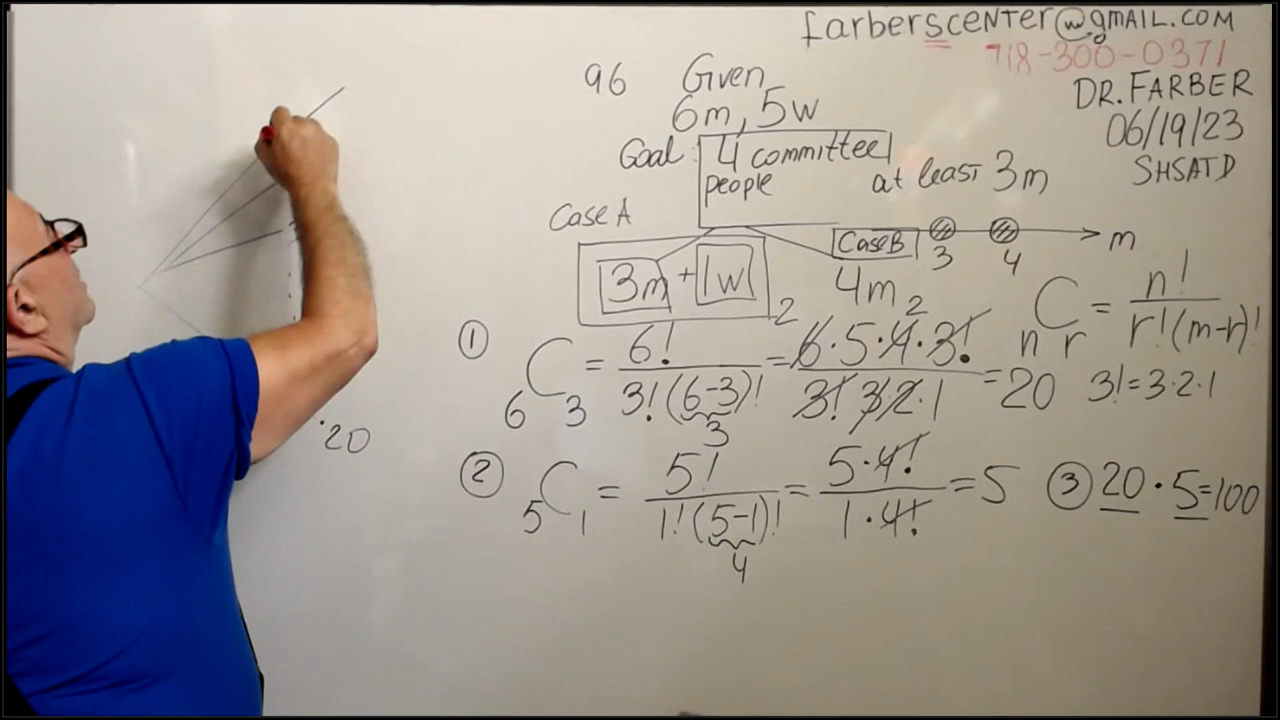 farberscenter@gmail.com
718-300-0371
DR. FARBER
06/19/23
SHSATD
96 Given
6m, 5w
Goal: 4 committee
people at least 3m
Case A
3m + 1w
Case B
4m
3 4 m
nCr = n! / r!(m-r)!
① 6C3 = 6! / 3!(6-3)! = 6·5·4·3! / 3! 3·2·1 = 20
3
2 2
3! = 3·2·1
② 5C1 = 5! / 1!(5-1)! = 5·4! / 1·4! = 5
4
③ 20 · 5 = 100
20